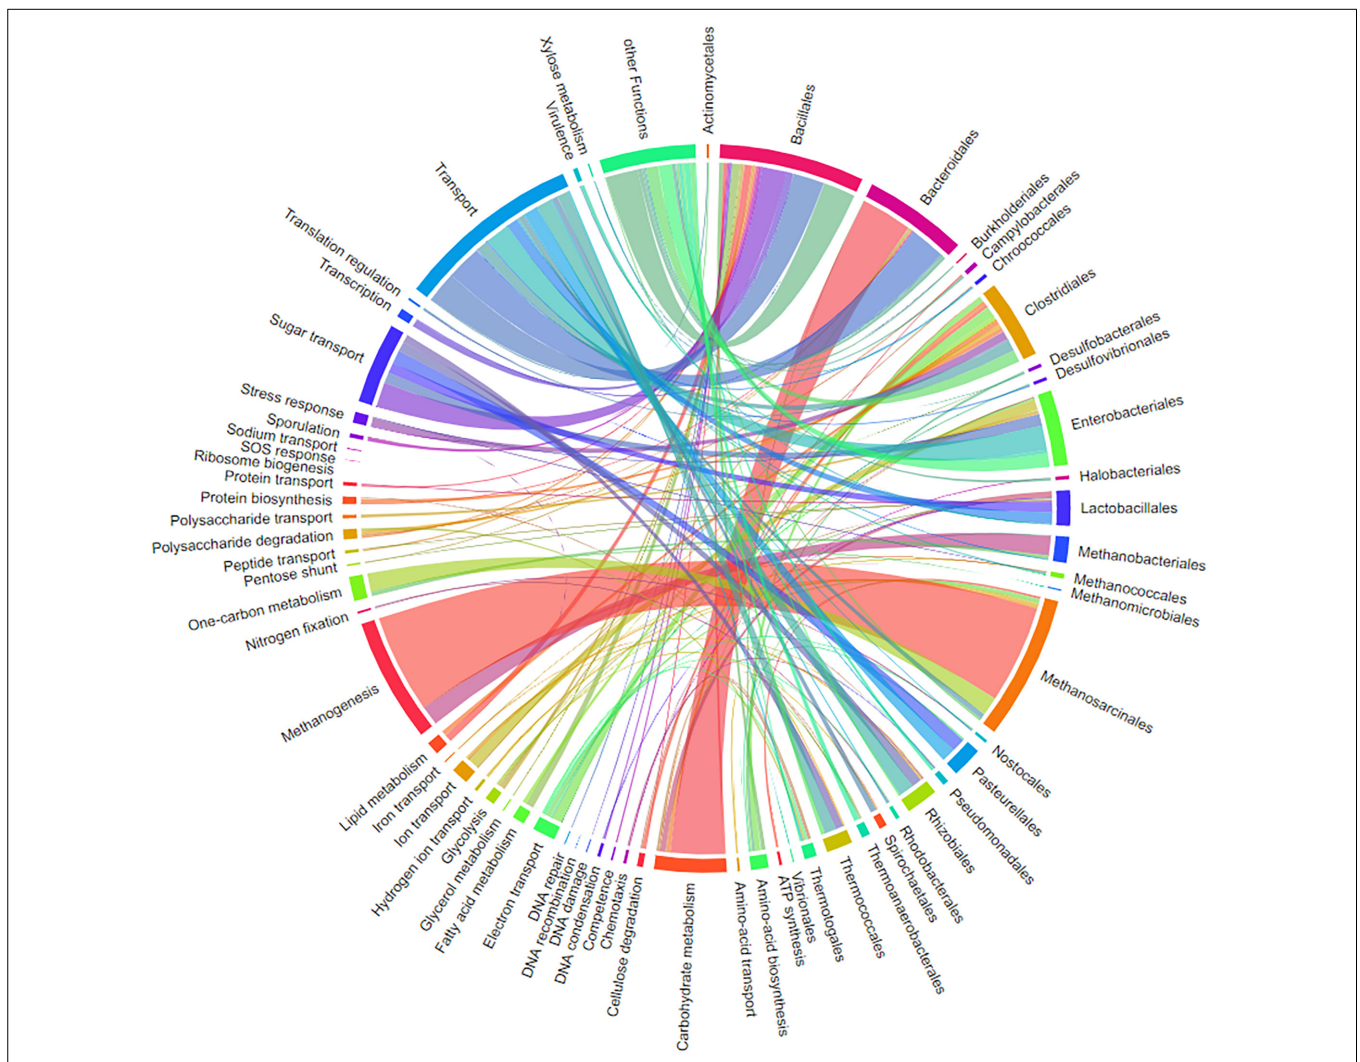 Actinomycetales
Bacillales
Bacteroidales
Burkholderiales
Campylobacterales
Chroococcales
Clostridiales
Desulfobacterales
Desulfovibrionales
Enterobacteriales
Halobacteriales
Lactobacillales
Methanobacteriales
Methanococcales
Methanomicrobiales
Methanosarcinales
Nostocales
Pasteurellales
Pseudomonadales
Rhizobiales
Rhodobacterales
Spirochaetales
Thermoanaerobacterales
Thermococcales
Thermotogales
Vibrionales
ATP synthesis
Amino-acid biosynthesis
Amino-acid transport
Carbohydrate metabolism
Cellulose degradation
Chemotaxis
Competence
DNA condensation
DNA damage
DNA recombination
DNA repair
Electron transport
Fatty acid metabolism
Glycerol metabolism
Glycolysis
Hydrogen ion transport
Ion transport
Iron transport
Lipid metabolism
Methanogenesis
Nitrogen fixation
One-carbon metabolism
Pentose shunt
Peptide transport
Polysaccharide degradation
Polysaccharide transport
Protein biosynthesis
Protein transport
Ribosome biogenesis
SOS response
Sodium transport
Sporulation
Stress response
Sugar transport
Transcription
Translation regulation
Transport
Virulence
Xylose metabolism
other Functions